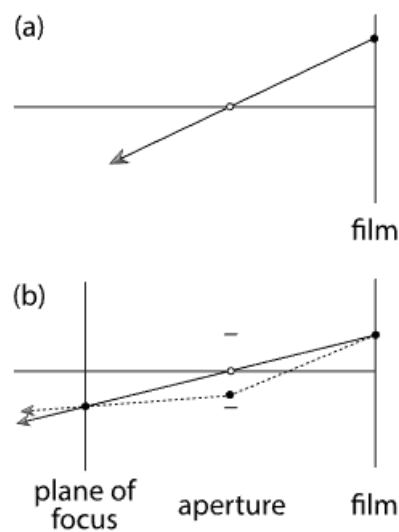 (a)
film
(b)
plane of
focus
aperture
film